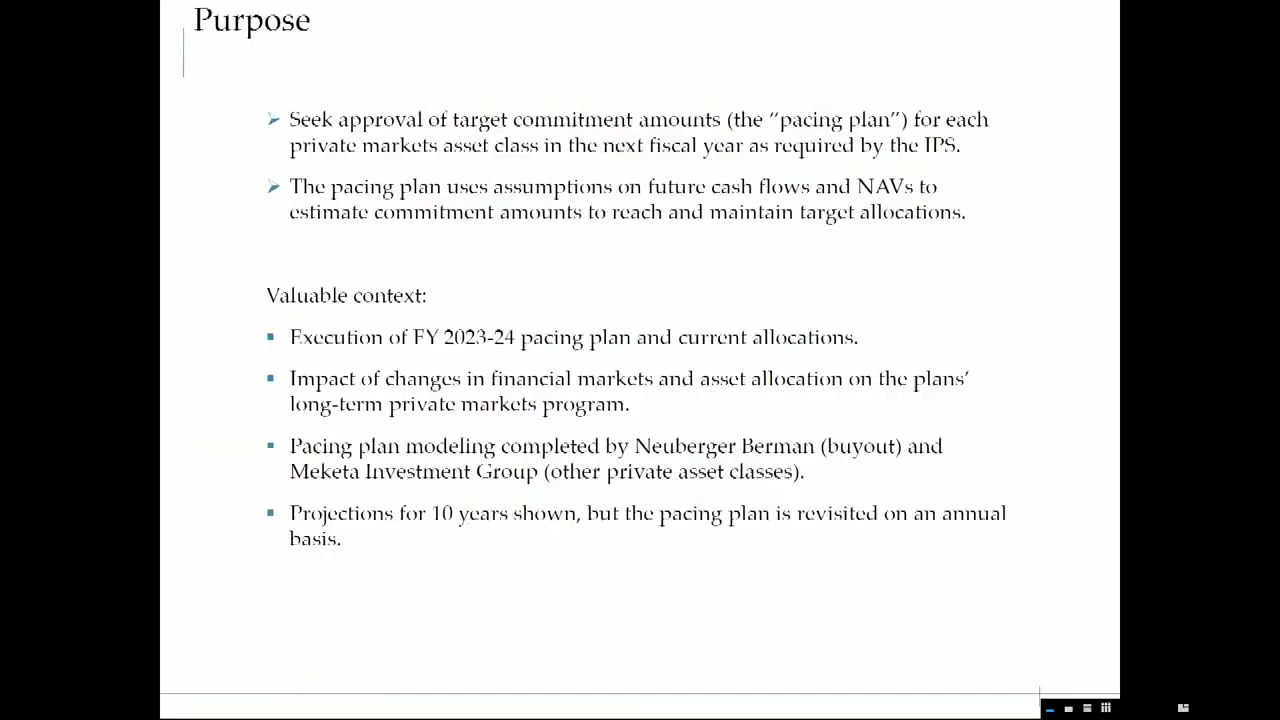 Purpose
Seek approval of target commitment amounts (the “pacing plan”) for each
private markets asset class in the next fiscal year as required by the IPS.
The pacing plan uses assumptions on future cash flows and NAVs to
estimate commitment amounts to reach and maintain target allocations.
Valuable context:
Execution of FY 2023-24 pacing plan and current allocations.
Impact of changes in financial markets and asset allocation on the plans’
long-term private markets program.
Pacing plan modeling completed by Neuberger Berman (buyout) and
Meketa Investment Group (other private asset classes).
Projections for 10 years shown, but the pacing plan is revisited on an annual
basis.